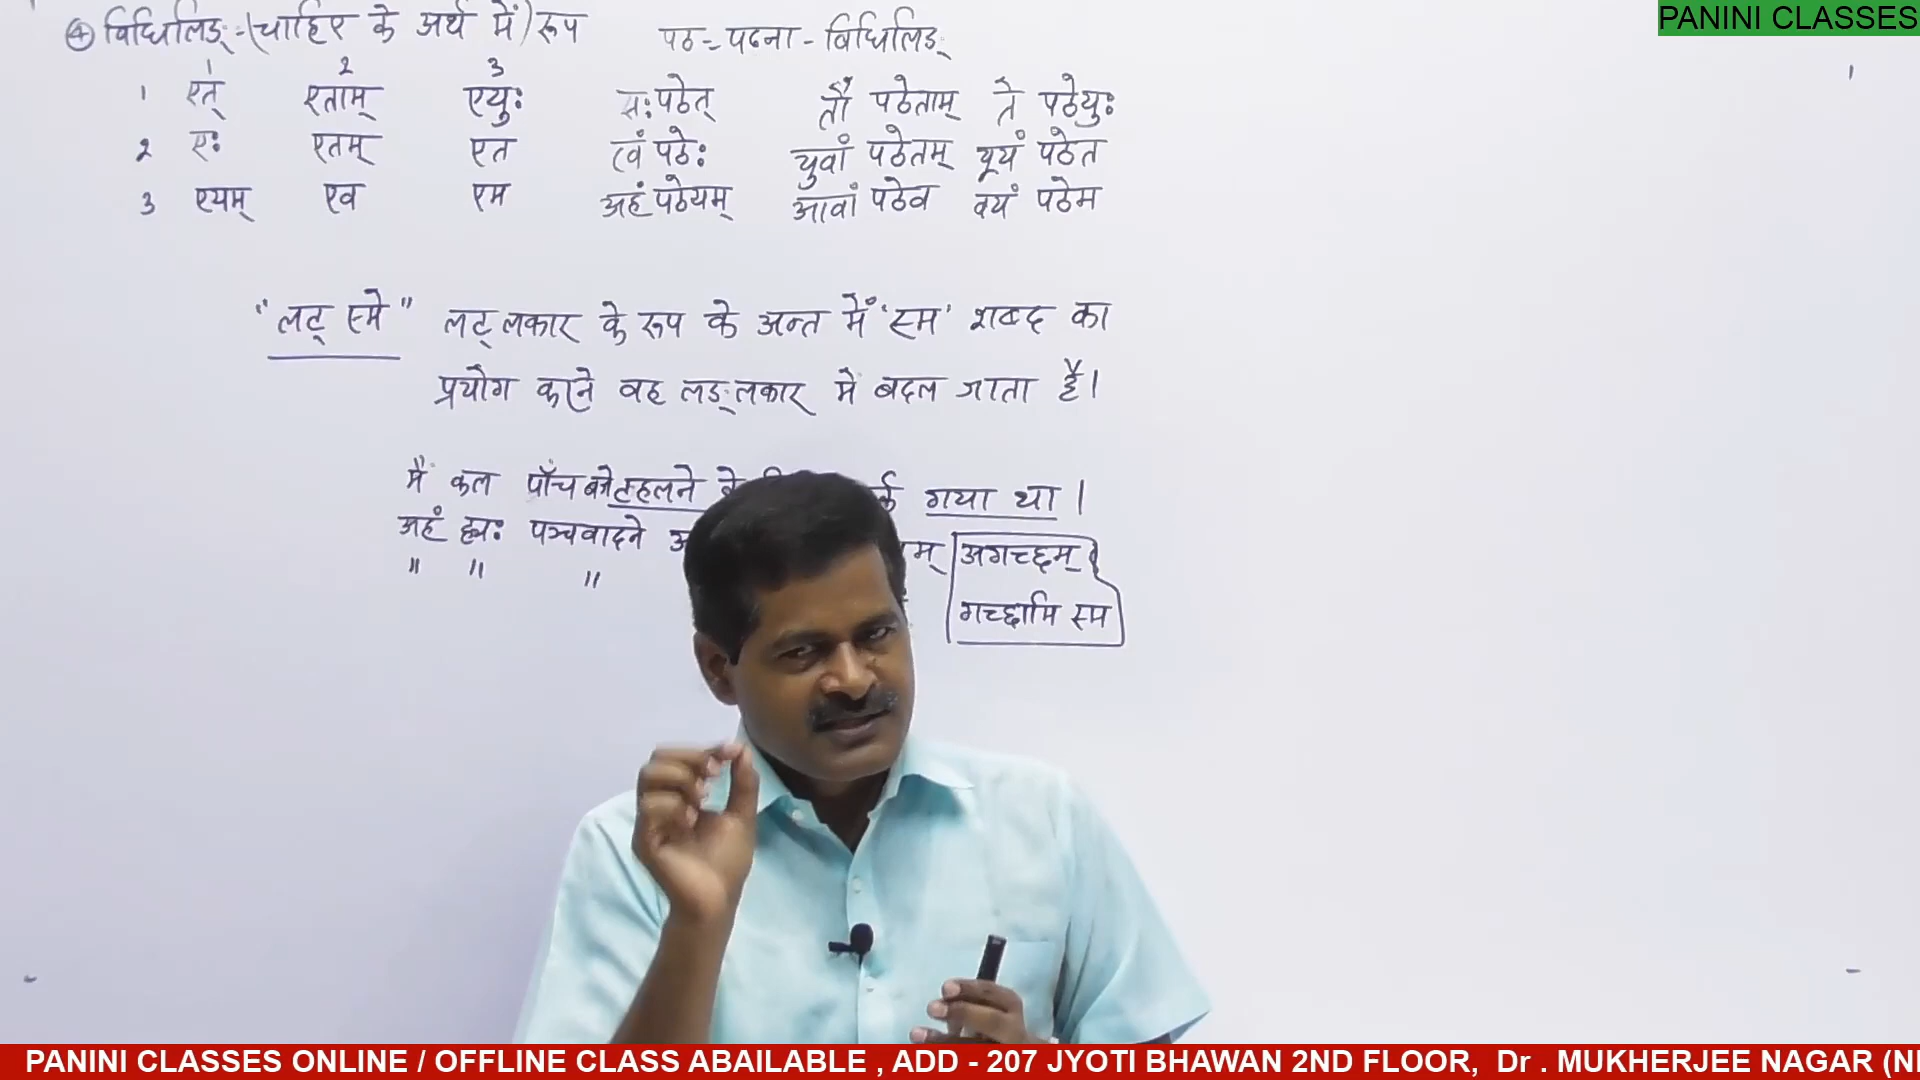 PANINI CLASSES
④ विधिलिङ् - (चाहिए के अर्थ में) रूप पठ = पढना - विधिलिङ्
1 2 3
1 एत् एताम् एयुः सः पठेत् तौ पठेताम् ते पठेयुः
2 एः एतम् एत त्वं पठेः युवां पठेतम् यूयं पठेत
3 एयम् एव एम अहं पठेयम् आवां पठेव वयं पठेम
"लट् स्मे" लट् लकार के रूप के अन्त में 'स्म' शब्द का
प्रयोग करने वह लङ् लकार में बदल जाता है।
मैं कल पाँच बजे टहलने गया था।
अहं ह्यः पञ्चवादने अगच्छम्
" " "
गच्छामि स्म
PANINI CLASSES ONLINE / OFFLINE CLASS ABAILABLE , ADD - 207 JYOTI BHAWAN 2ND FLOOR, Dr . MUKHERJEE NAGAR